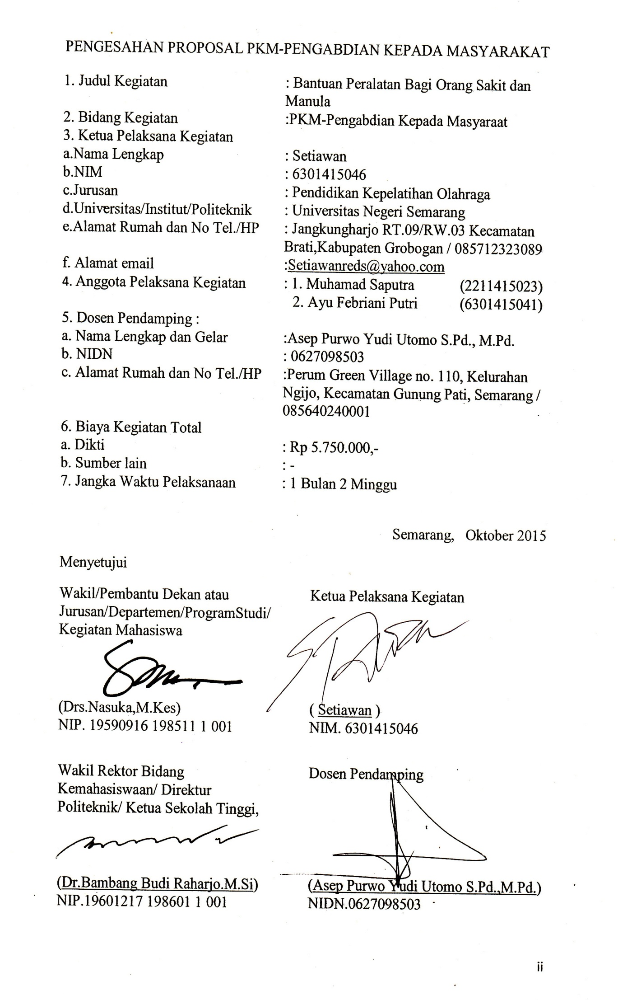 PENGESAHAN PROPOSAL PKM-PENGABDIAN KEPADA MASYARAKAT
1. Judul Kegiatan : Bantuan Peralatan Bagi Orang Sakit dan
Manula
2. Bidang Kegiatan :PKM-Pengabdian Kepada Masyaraat
3. Ketua Pelaksana Kegiatan
a.Nama Lengkap : Setiawan
b.NIM : 6301415046
c.Jurusan : Pendidikan Kepelatihan Olahraga
d.Universitas/Institut/Politeknik : Universitas Negeri Semarang
e.Alamat Rumah dan No Tel./HP : Jangkungharjo RT.09/RW.03 Kecamatan
Brati,Kabupaten Grobogan / 085712323089
f. Alamat email :Setiawanreds@yahoo.com
4. Anggota Pelaksana Kegiatan : 1. Muhamad Saputra (2211415023)
2. Ayu Febriani Putri (6301415041)
5. Dosen Pendamping :
a. Nama Lengkap dan Gelar :Asep Purwo Yudi Utomo S.Pd., M.Pd.
b. NIDN : 0627098503
c. Alamat Rumah dan No Tel./HP :Perum Green Village no. 110, Kelurahan
Ngijo, Kecamatan Gunung Pati, Semarang /
085640240001
6. Biaya Kegiatan Total
a. Dikti : Rp 5.750.000,-
b. Sumber lain : -
7. Jangka Waktu Pelaksanaan : 1 Bulan 2 Minggu
Semarang, Oktober 2015
Menyetujui
Wakil/Pembantu Dekan atau
Jurusan/Departemen/ProgramStudi/
Kegiatan Mahasiswa
(Drs.Nasuka,M.Kes)
NIP. 19590916 198511 1 001
Ketua Pelaksana Kegiatan
( Setiawan )
NIM. 6301415046
Wakil Rektor Bidang
Kemahasiswaan/ Direktur
Politeknik/ Ketua Sekolah Tinggi,
(Dr.Bambang Budi Raharjo.M.Si)
NIP.19601217 198601 1 001
Dosen Pendamping
(Asep Purwo Yudi Utomo S.Pd.,M.Pd.)
NIDN.0627098503
ii